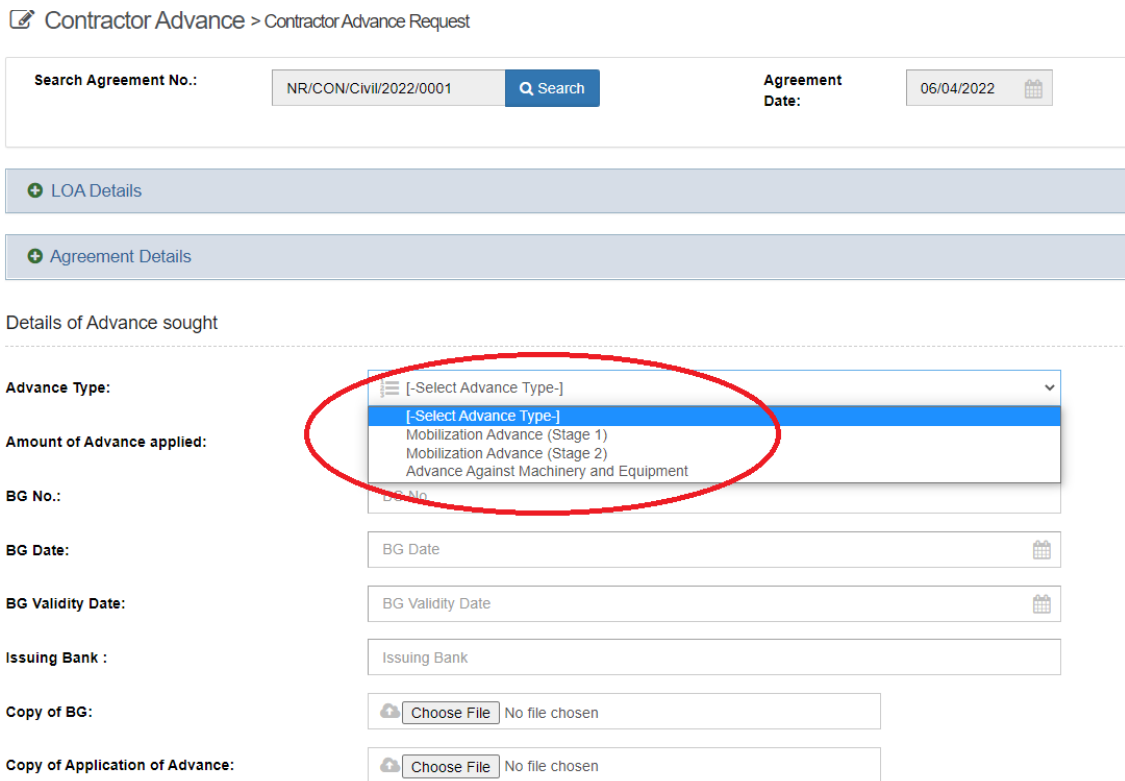 Contractor Advance > Contractor Advance Request
Search Agreement No.: NR/CON/Civil/2022/0001 Search Agreement Date: 06/04/2022
LOA Details
Agreement Details
Details of Advance sought
Advance Type: [-Select Advance Type-]
[-Select Advance Type-]
Mobilization Advance (Stage 1)
Amount of Advance applied: Mobilization Advance (Stage 2)
Advance Against Machinery and Equipment
BG No.: BG No
BG Date: BG Date
BG Validity Date: BG Validity Date
Issuing Bank : Issuing Bank
Copy of BG: Choose File No file chosen
Copy of Application of Advance: Choose File No file chosen